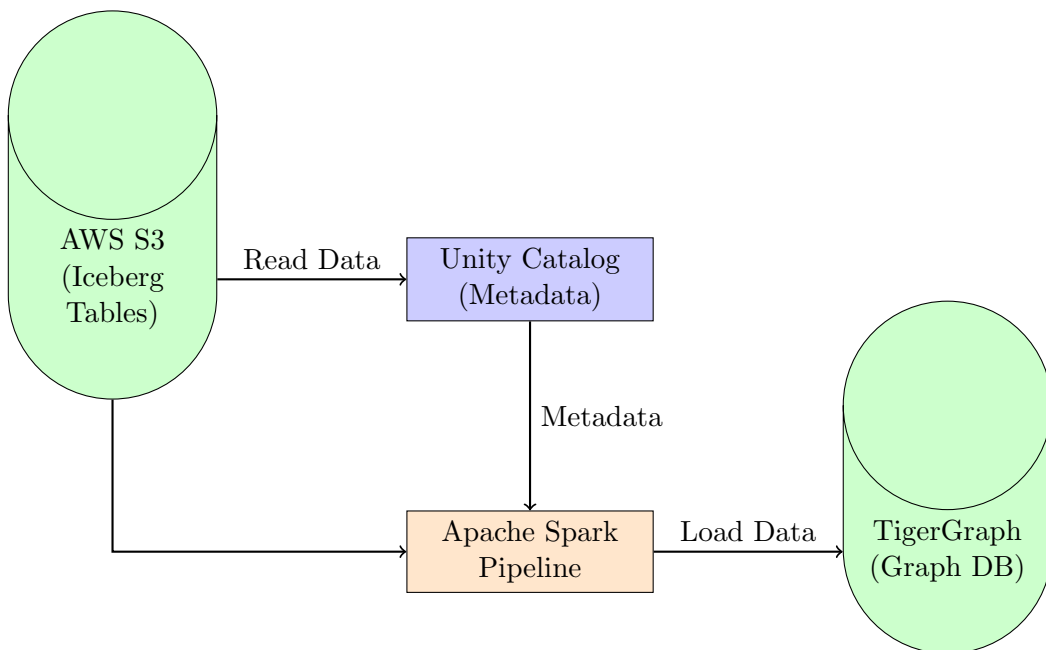 AWS S3
(Iceberg
Tables)
Read Data
Unity Catalog
(Metadata)
Metadata
Apache Spark
Pipeline
Load Data
TigerGraph
(Graph DB)